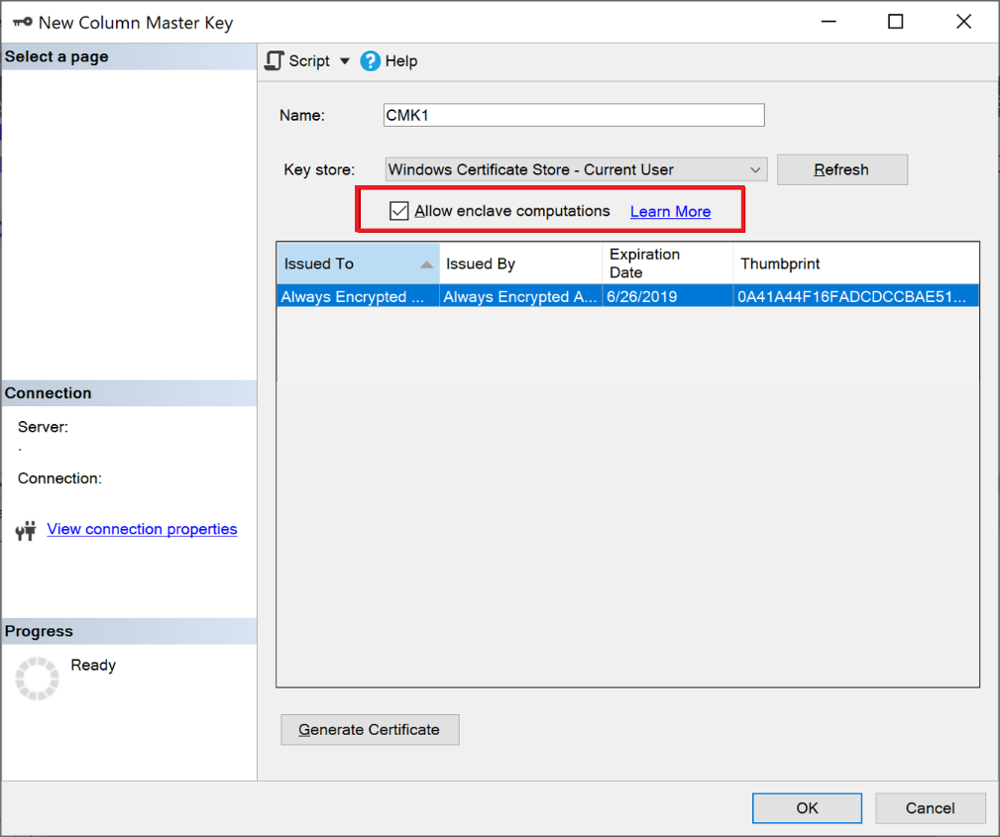 New Column Master Key
Select a page
Script
Help
Name:
CMK1
Key store:
Windows Certificate Store - Current User
Refresh
Allow enclave computations
Learn More
Issued To
Issued By
Expiration
Date
Thumbprint
Always Encrypted ...
Always Encrypted A...
6/26/2019
0A41A44F16FADCDCCBAE51...
Connection
Server:
.
Connection:
View connection properties
Progress
Ready
Generate Certificate
OK
Cancel